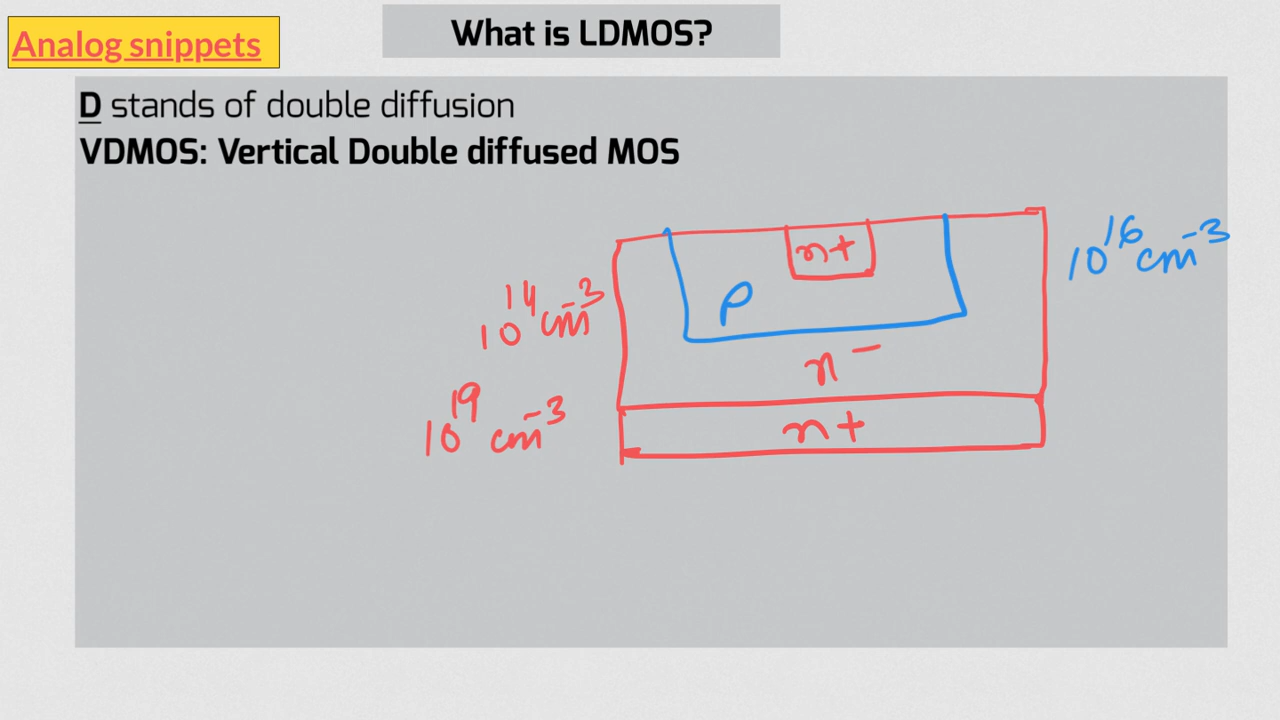 Analog snippets
What is LDMOS?
D stands of double diffusion
VDMOS: Vertical Double diffused MOS
n+
10^16 cm^-3
p
10^14 cm^-3
n-
10^19 cm^-3
n+